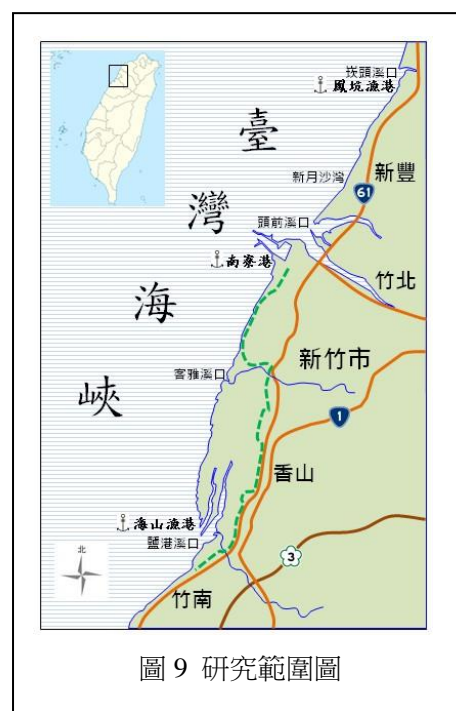 崁頭溪口
鳳坑漁港
臺灣海峽
新月沙灣
新豐
61
頭前溪口
南寮港
竹北
新竹市
客雅溪口
1
香山
海山漁港
鹽港溪口
北
3
竹南
圖 9 研究範圍圖